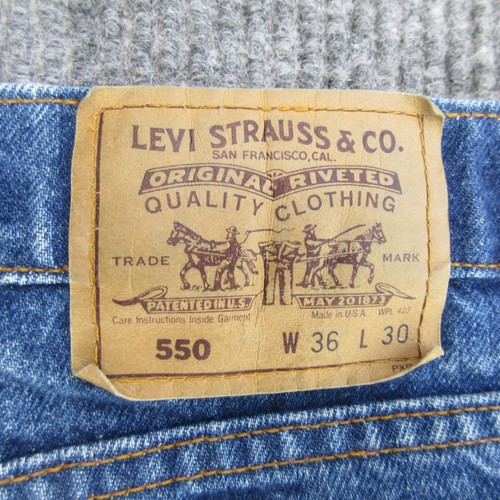 LEVI STRAUSS & CO.
SAN FRANCISCO, CAL.
ORIGINAL RIVETED
QUALITY CLOTHING
TRADE MARK
PATENTED IN U.S. MAY 20 1873
Care Instructions Inside Garment Made in U.S.A. WPL 423
550 W 36 L 30